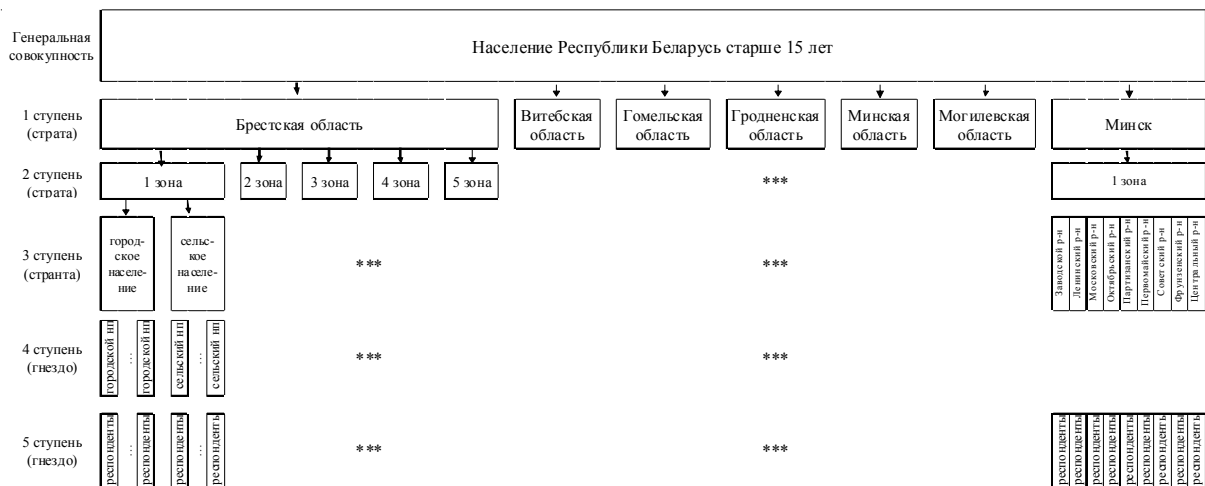 Генеральная
совокупность
Население Республики Беларусь старше 15 лет
1 ступень
(страта)
Брестская область
Витебская
область
Гомельская
область
Гродненская
область
Минская
область
Могилевская
область
Минск
2 ступень
(страта)
1 зона
2 зона
3 зона
4 зона
5 зона
***
1 зона
3 ступень
(странта)
город-
ское
населе-
ние
сельс-
кое
населе-
ние
***
***
Заводской р-н
Ленинский р-н
Московский р-н
Октябрьский р-н
Партизанский р-н
Первомайский р-н
Советский р-н
Фрунзенский р-н
Центральный р-н
4 ступень
(гнездо)
городской нп
...
городской нп
сельский нп
...
сельский нп
***
***
5 ступень
(гнездо)
респонденты
...
респонденты
респонденты
...
респонденты
***
***
респонденты
респонденты
респонденты
респонденты
респонденты
респонденты
респонденты
респонденты
респонденты